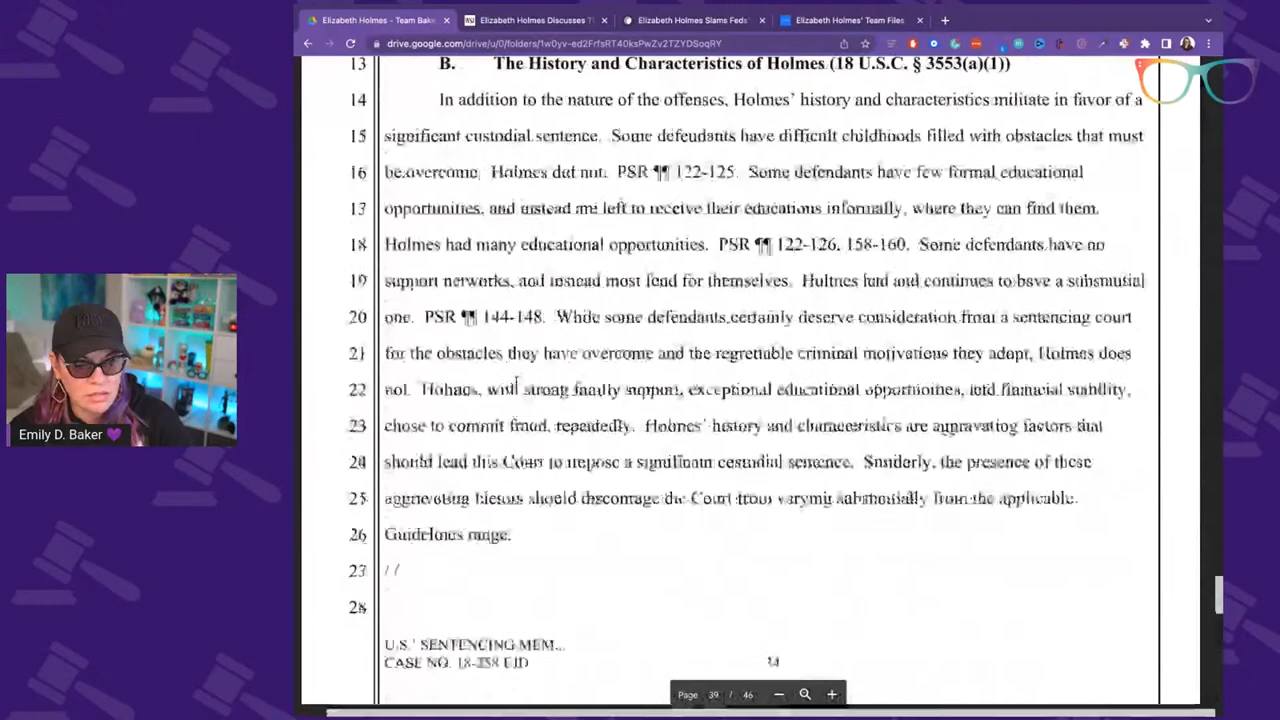 Elizabeth Holmes - Team Bake
Elizabeth Holmes Discusses T
Elizabeth Holmes Slams Feds'
Elizabeth Holmes' Team Files
drive.google.com/drive/u/0/folders/1w0yv-ed2FrfsRT40ksPwZv2TZYDSoqRY
13 B. The History and Characteristics of Holmes (18 U.S.C. § 3553(a)(1))
14 In addition to the nature of the offenses, Holmes' history and characteristics militate in favor of a
15 significant custodial sentence. Some defendants have difficult childhoods filled with obstacles that must
16 be overcome. Holmes did not. PSR ¶¶ 122-125. Some defendants have few formal educational
17 opportunities, and instead are left to receive their educations informally, where they can find them.
18 Holmes had many educational opportunities. PSR ¶¶ 122-126, 158-160. Some defendants have no
19 support networks, and instead must fend for themselves. Holmes had and continues to have a substantial
20 one. PSR ¶¶ 144-148. While some defendants certainly deserve consideration from a sentencing court
21 for the obstacles they have overcome and the regrettable criminal motivations they adopt, Holmes does
22 not. Holmes, with strong family support, exceptional educational opportunities, and financial stability,
23 chose to commit fraud, repeatedly. Holmes' history and characteristics are aggravating factors that
24 should lead this Court to impose a significant custodial sentence. Similarly, the presence of these
25 aggravating factors should discourage the Court from varying substantially from the applicable
26 Guidelines range.
27 //
28
U.S.' SENTENCING MEM...
CASE NO. 18-258 EJD
Page 39 / 46
Emily D. Baker